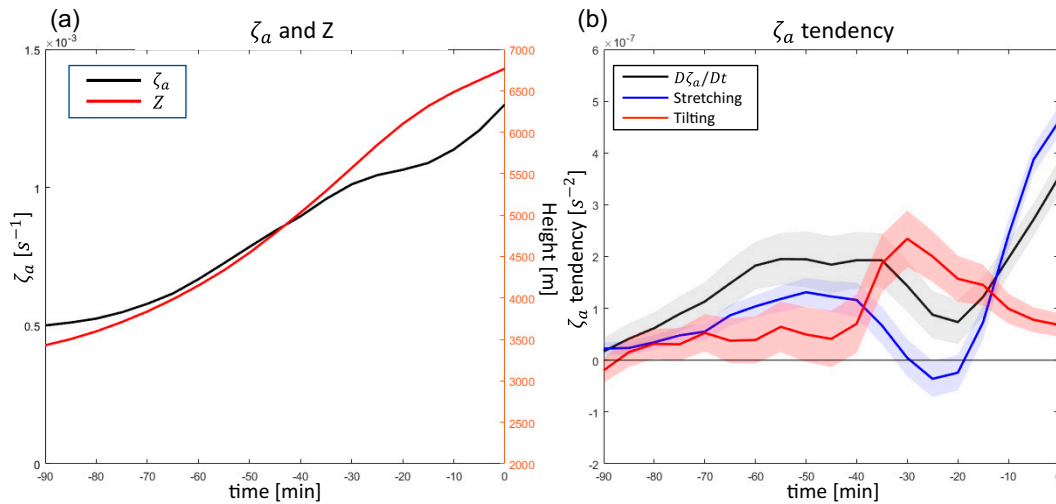 (a)
ζa and Z
×10-3
1.5
1
0.5
0
ζa [s-1]
ζa
Z
7000
6500
6000
5500
5000
4500
4000
3500
3000
2500
2000
Height [m]
-90 -80 -70 -60 -50 -40 -30 -20 -10 0
time [min]
(b)
ζa tendency
×10-7
6
5
4
3
2
1
0
-1
-2
ζa tendency [s-2]
Dζa/Dt
Stretching
Tilting
-90 -80 -70 -60 -50 -40 -30 -20 -10
time [min]